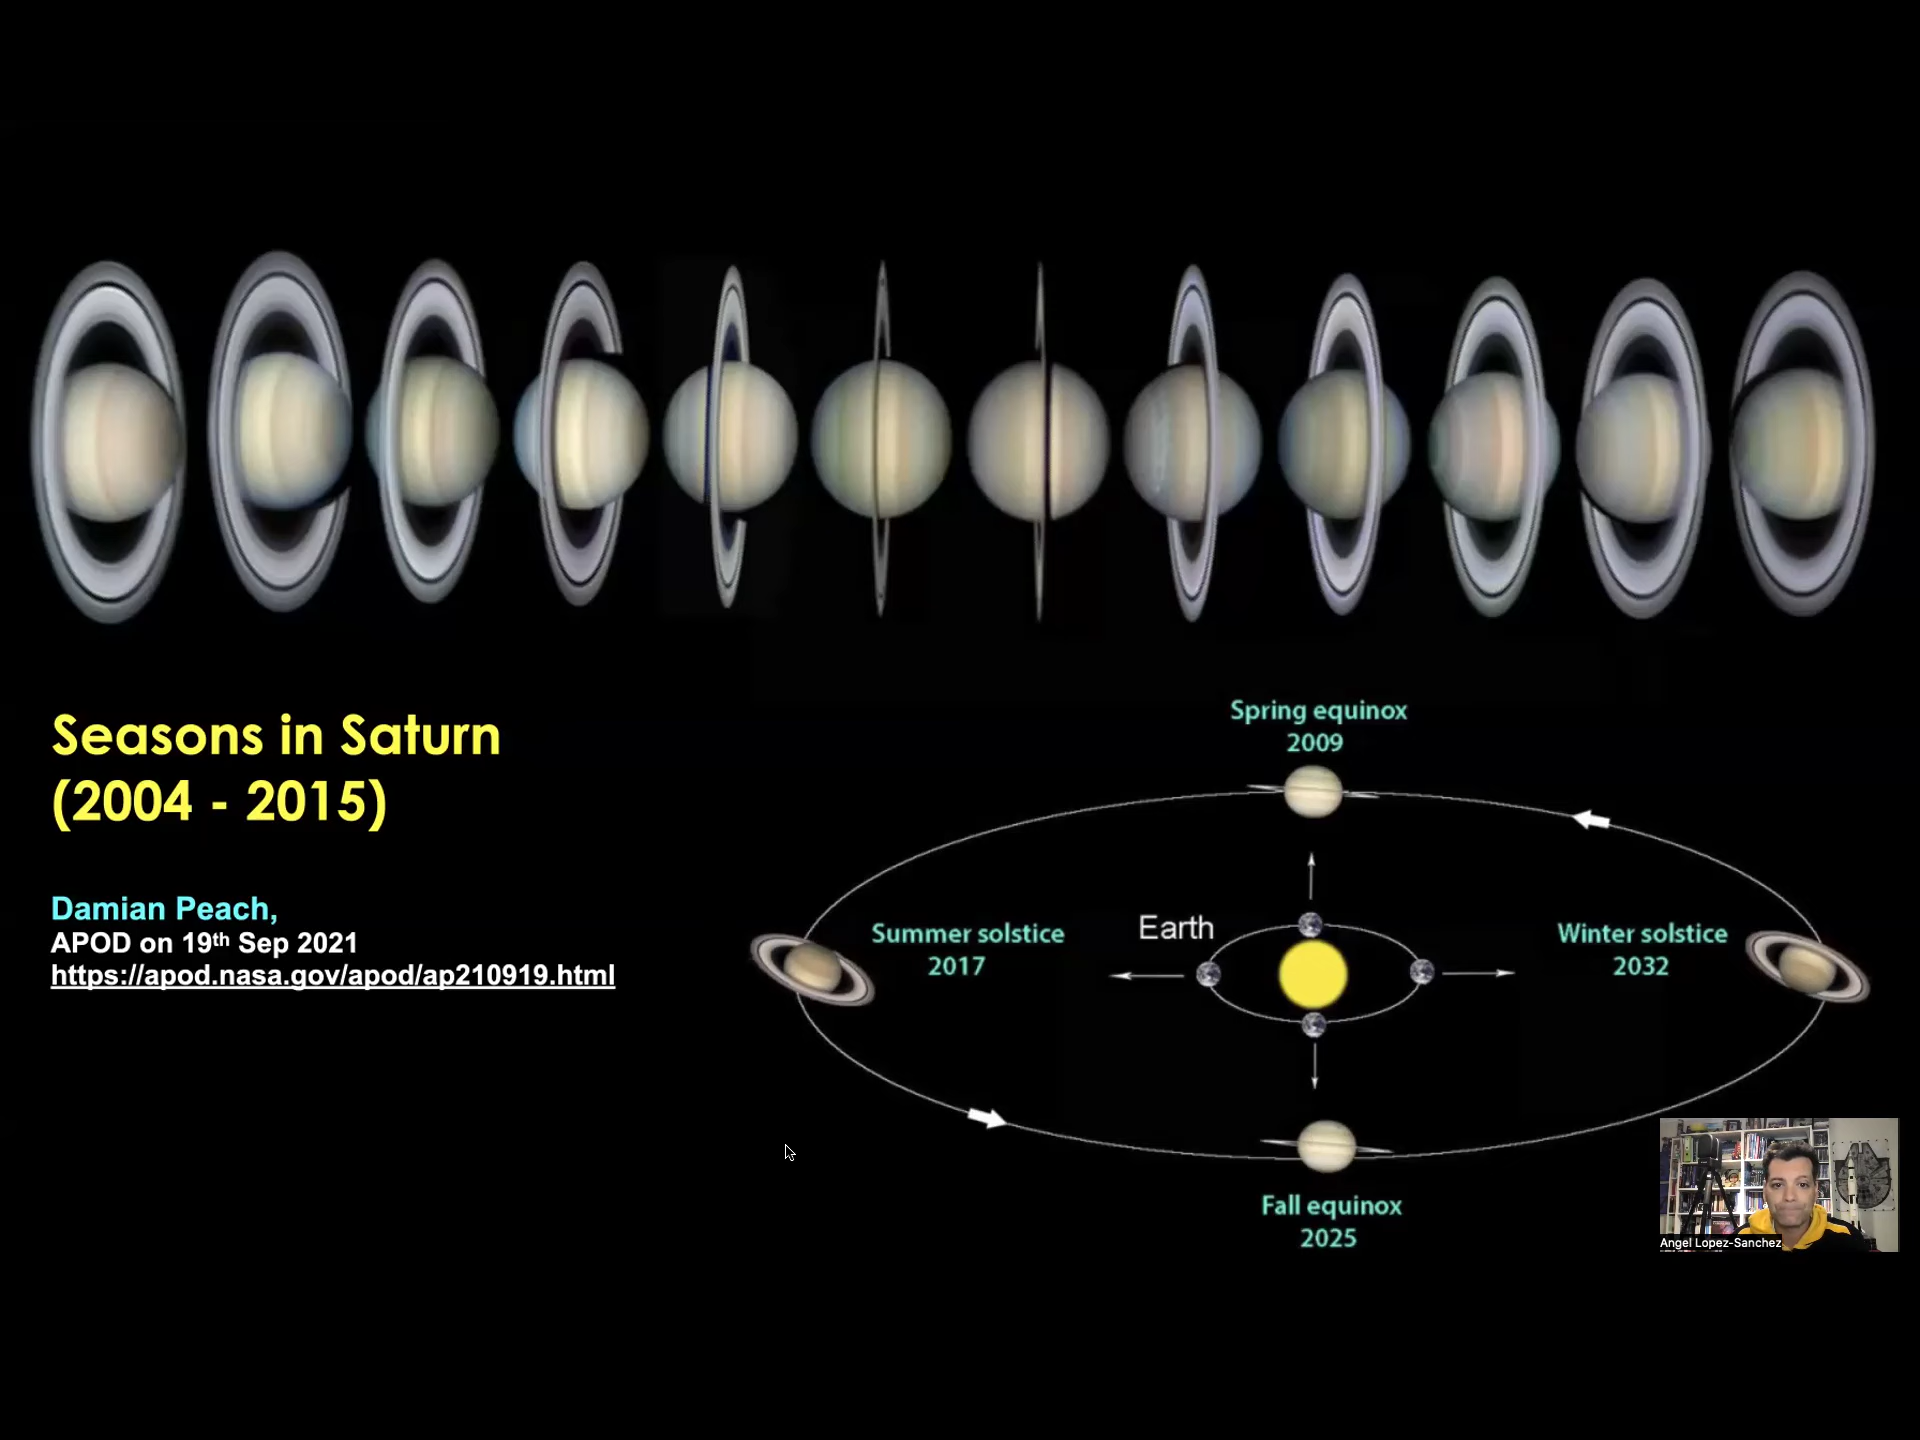 Seasons in Saturn
(2004 - 2015)
Damian Peach,
APOD on 19th Sep 2021
https://apod.nasa.gov/apod/ap210919.html
Spring equinox
2009
Earth
Summer solstice
2017
Winter solstice
2032
Fall equinox
2025
Angel Lopez-Sanchez